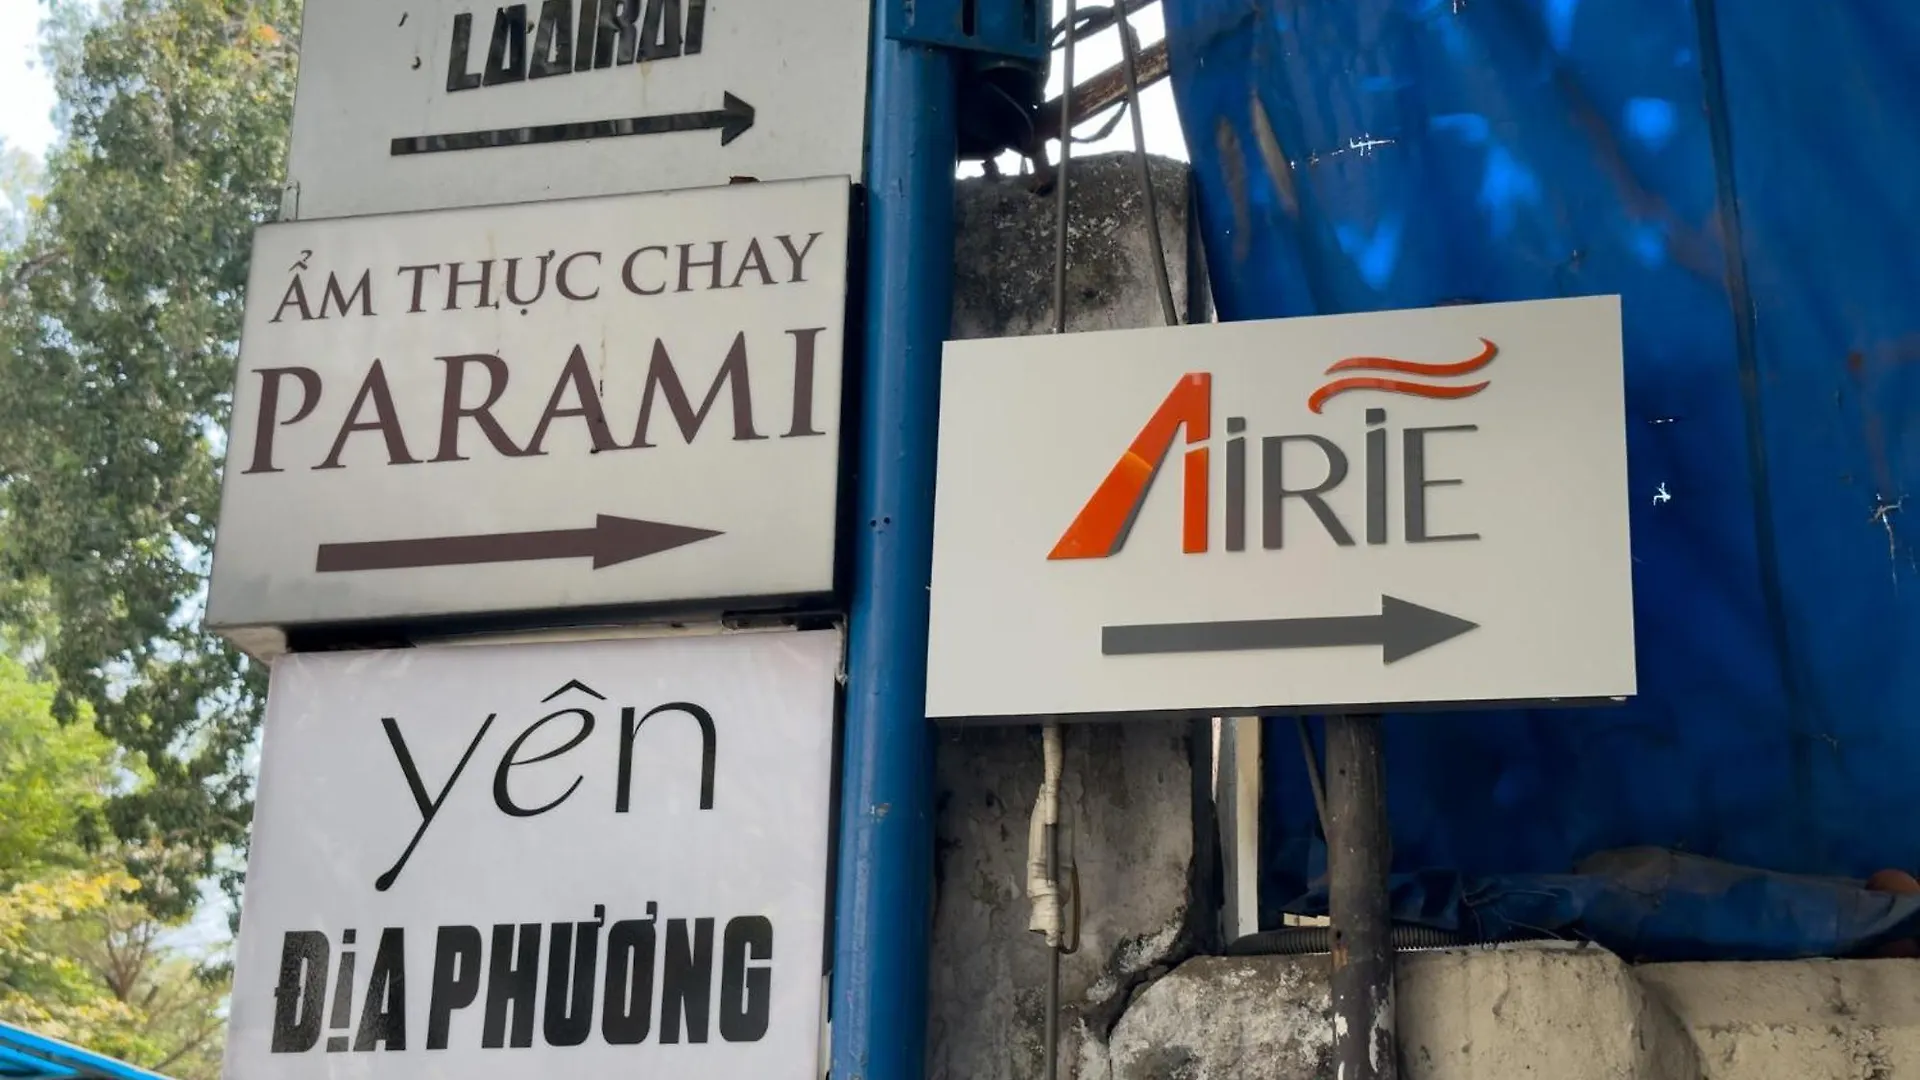 ẨM THỰC CHAY
PARAMI
yên
ĐỊA PHƯƠNG
AIRIE